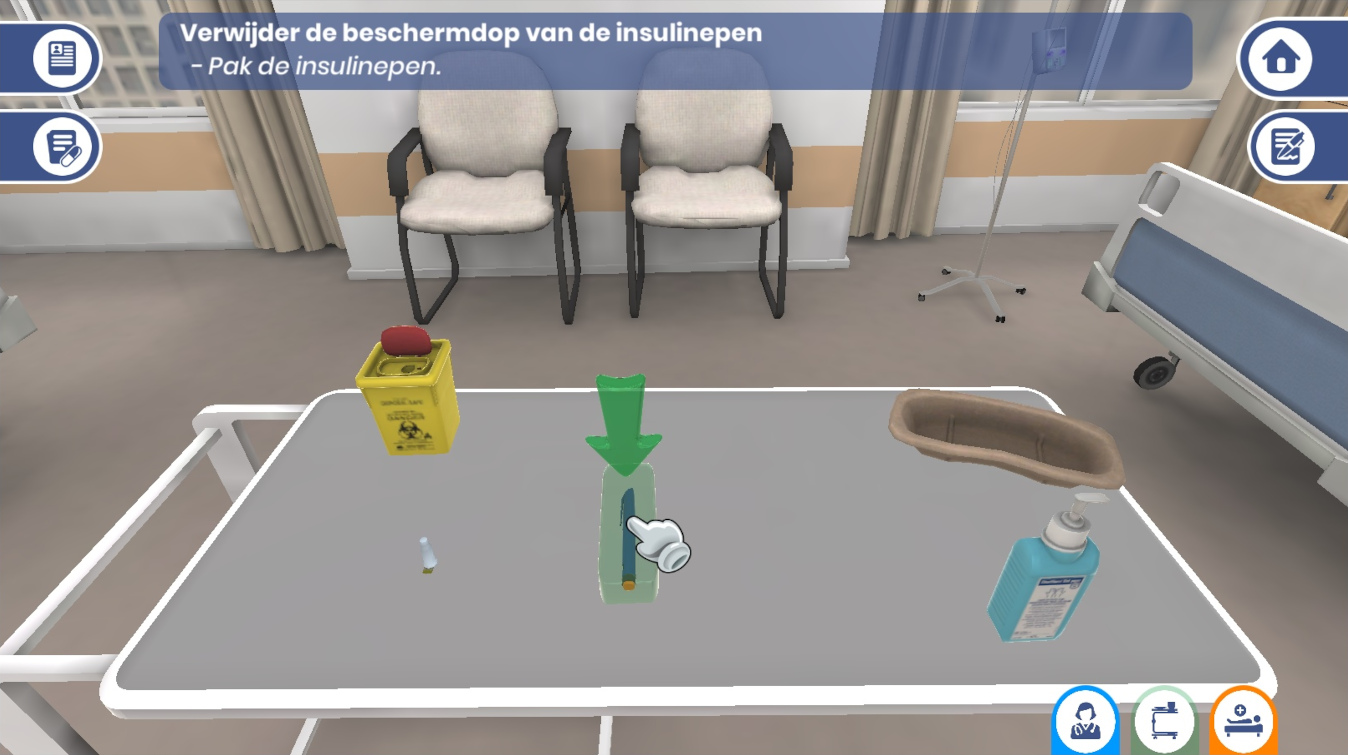 Verwijder de beschermdop van de insulinepen
- Pak de insulinepen.